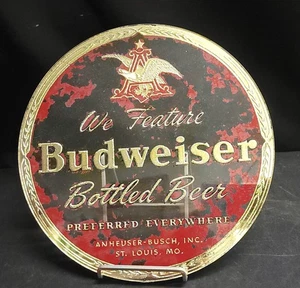 We Feature
Budweiser
Bottled Beer
PREFERRED EVERYWHERE
ANHEUSER-BUSCH, INC.
ST. LOUIS, MO.